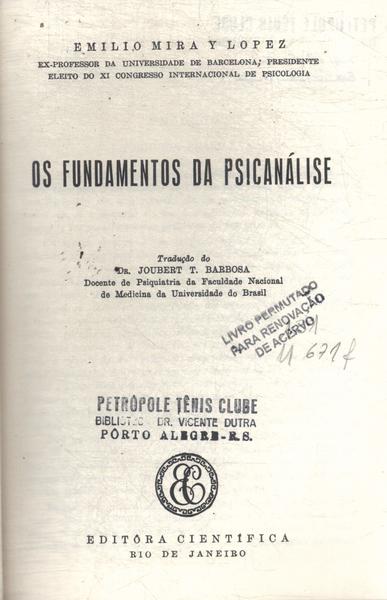 EMILIO MIRA Y LOPEZ
EX-PROFESSOR DA UNIVERSIDADE DE BARCELONA; PRESIDENTE
ELEITO DO XI CONGRESSO INTERNACIONAL DE PSICOLOGIA
OS FUNDAMENTOS DA PSICANÁLISE
Tradução do
DR. JOUBERT T. BARBOSA
Docente de Psiquiatria da Faculdade Nacional
de Medicina da Universidade do Brasil
LIVRO PERMUTADO
PARA RENOVAÇÃO
DE ACERVO
M 671f
PETRÓPOLE TÊNIS CLUBE
DR. VICENTE DUTRA
PÔRTO ALEGRE-R.S.
EDITÔRA CIENTÍFICA
RIO DE JANEIRO